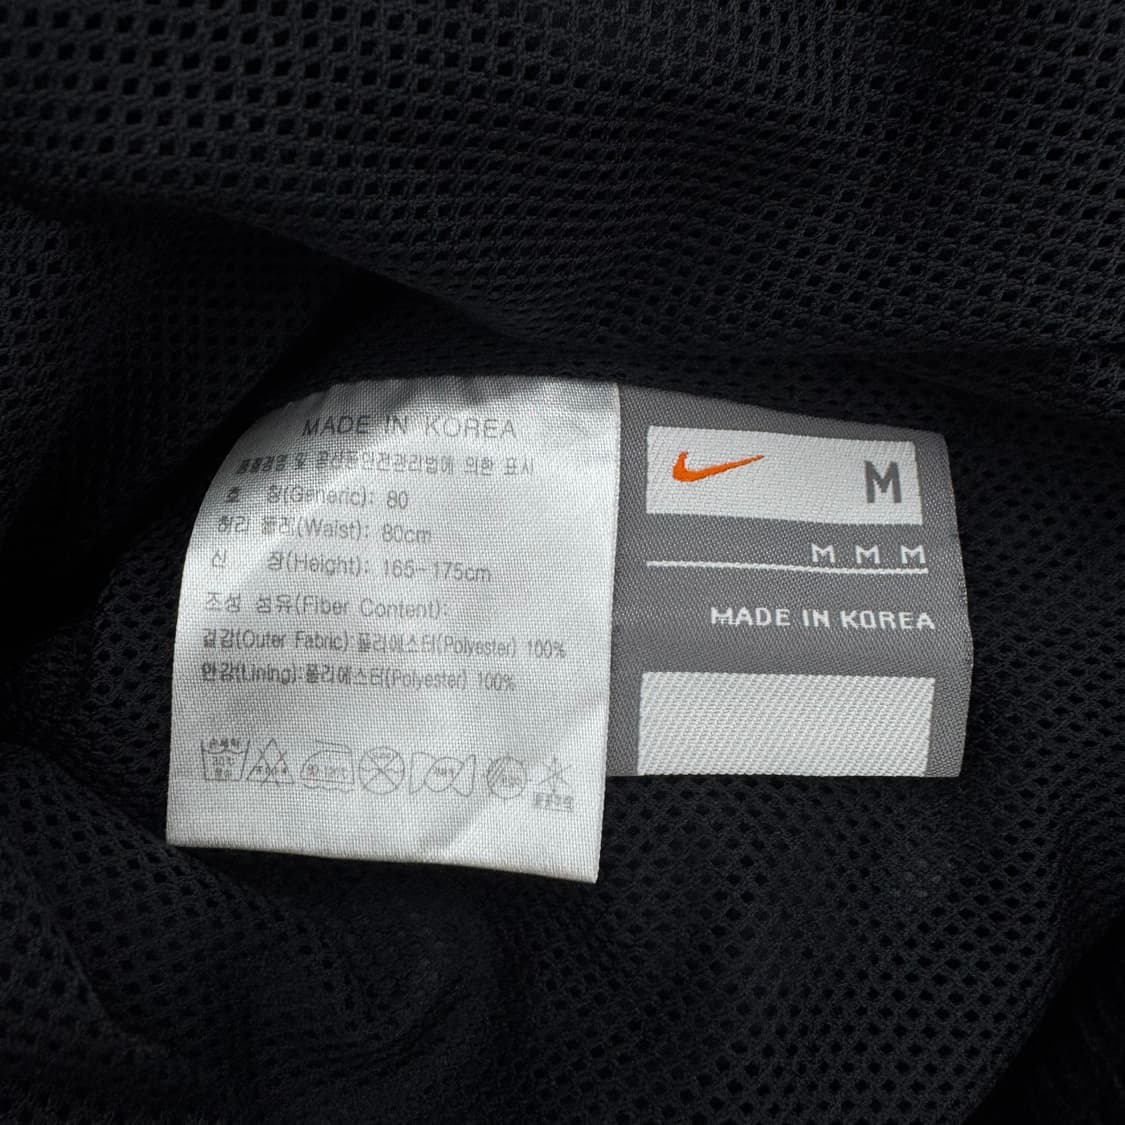 MADE IN KOREA
품질경영 및 공산품안전관리법에 의한 표시
호 칭(Generic): 80
허리 둘레(Waist): 80cm
신 장(Height): 165~175cm
조성 섬유(Fiber Content):
겉감(Outer Fabric):폴리에스터(Polyester) 100%
안감(Lining):폴리에스터(Polyester) 100%
손세탁
M
M M M
MADE IN KOREA